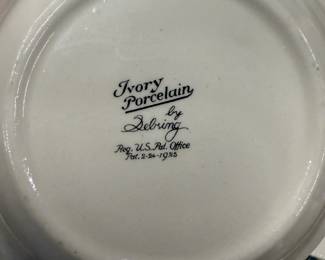 Ivory
Porcelain
by
Sebring
Reg. U.S. Pat. Office
Pat. 2-24-1925